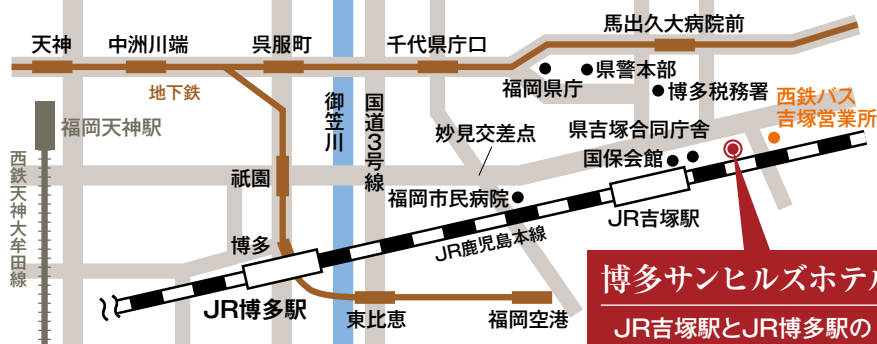 馬出久大病院前
天神
中洲川端
呉服町
千代県庁口
福岡県庁
県警本部
地下鉄
博多税務署
西鉄バス
吉塚営業所
福岡天神駅
御笠川
国道3号線
妙見交差点
県吉塚合同庁舎
国保会館
西鉄天神大牟田線
祇園
福岡市民病院
JR吉塚駅
博多
JR鹿児島本線
JR博多駅
東比恵
福岡空港
博多サンヒルズホテル
JR吉塚駅とJR博多駅の